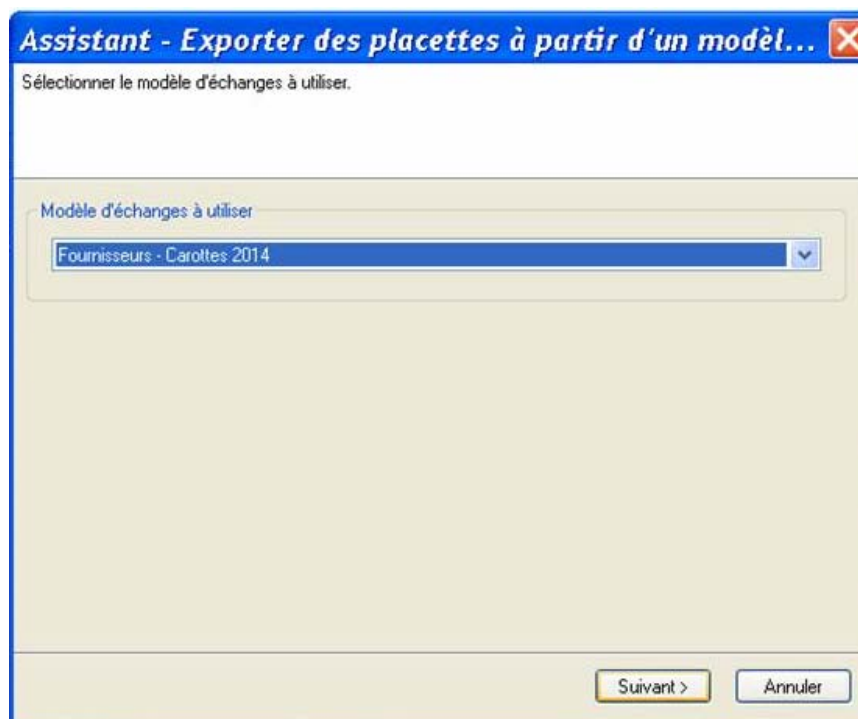 Assistant - Exporter des placettes à partir d'un modèl...
Sélectionner le modèle d'échanges à utiliser.
Modèle d'échanges à utiliser
Fournisseurs - Carottes 2014
Suivant >
Annuler